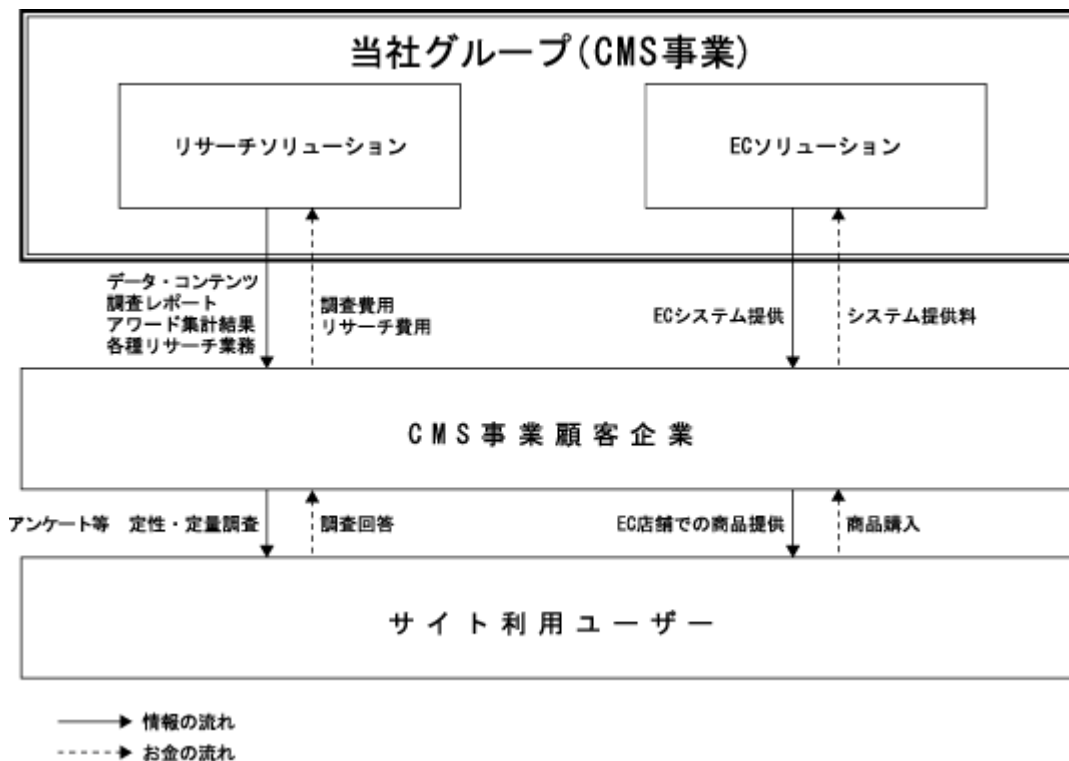 当社グループ(CMS事業)
リサーチソリューション
ECソリューション
データ・コンテンツ
調査レポート
アワード集計結果
各種リサーチ業務
調査費用
リサーチ費用
ECシステム提供
システム提供料
CMS事業顧客企業
アンケート等　定性・定量調査
調査回答
EC店舗での商品提供
商品購入
サイト利用ユーザー
情報の流れ
お金の流れ